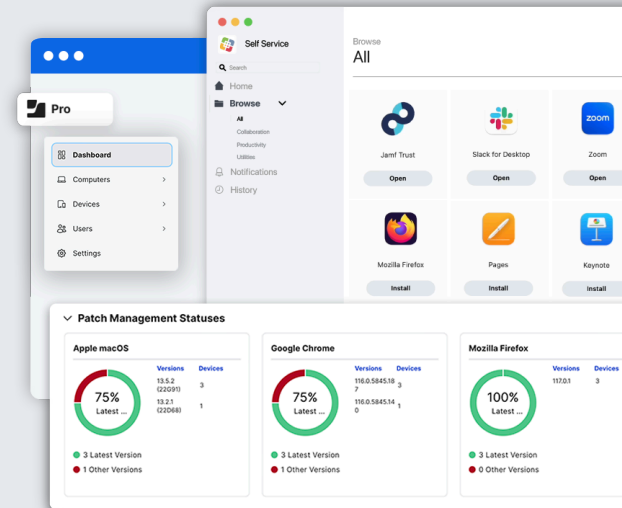 Self Service
Search
Home
Browse
All
Collaboration
Productivity
Utilities
Notifications
History
Browse
All
Jamf Trust
Open
Slack for Desktop
Open
zoom
Zoom
Open
Mozilla Firefox
Install
Pages
Install
Keynote
Install
Pro
Dashboard
Computers
Devices
Users
Settings
Patch Management Statuses
Apple macOS
75%
Latest ...
Versions Devices
13.5.2
(22G91)
3
13.2.1
(22D68)
1
3 Latest Version
1 Other Versions
Google Chrome
75%
Latest ...
Versions Devices
116.0.5845.18
7
3
116.0.5845.14
0
1
3 Latest Version
1 Other Versions
Mozilla Firefox
100%
Latest ...
Versions Devices
117.0.1 3
3 Latest Version
0 Other Versions